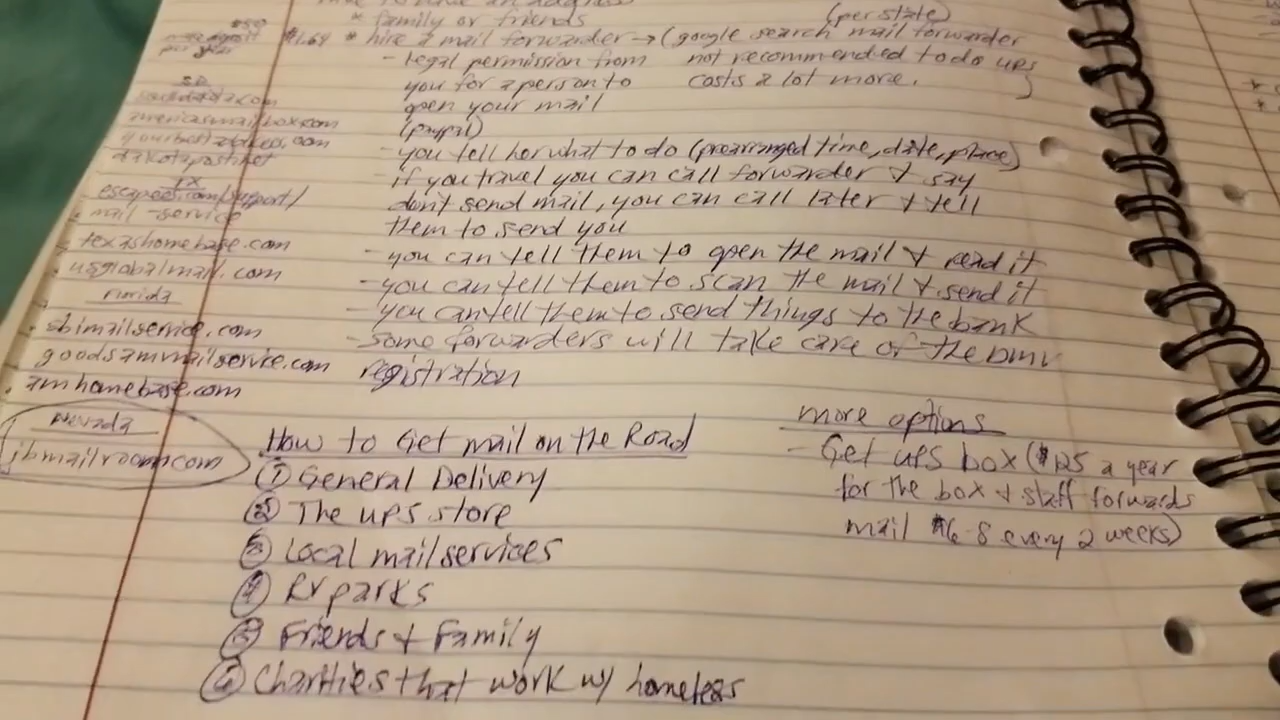 * family or friends
(per state)
per year
$1.64 * hire a mail forwarder → (google search mail forwarder
- legal permission from not recommended to do ups
you for a person to costs a lot more.
open your mail
(paypal)
americasmailbox.com
yourbestaddress.com
dakotapost.net
- you tell her what to do (prearranged time, date, place)
if you travel you can call forwarder & say
don't send mail, you can call later & tell
them to send you
TX
escapees.com/support/
mail-service
texashomebase.com
usglobalmail.com
- you can tell them to open the mail & read it
- you can tell them to scan the mail & send it
- you can tell them to send things to the bank
- some forwarders will take care of the DMV
registration
Florida
sbimailservice.com
goodsammailservice.com
amhomebase.com
Nevada
jbmailroom.com
How to Get mail on the Road
① General Delivery
② The ups store
③ Local mail services
④ RV parks
⑤ Friends & Family
⑥ Charities that work w/ homeless
more options
- Get ups box ($125 a year
for the box & staff forwards
mail $6-8 every 2 weeks)